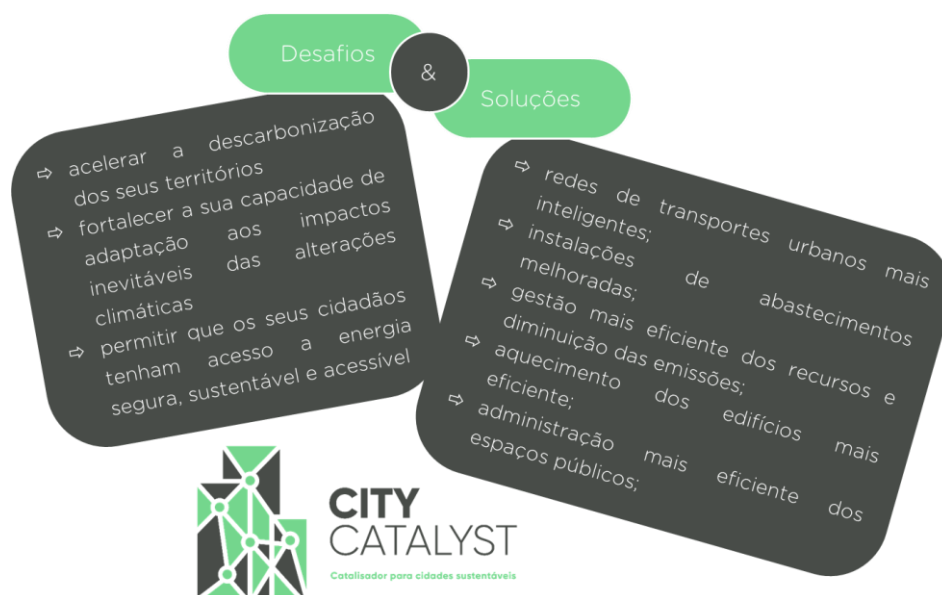 Desafios
&
Soluções
⇨ acelerar a descarbonização
dos seus territórios
⇨ fortalecer a sua capacidade de
adaptação aos impactos
inevitáveis das alterações
climáticas
⇨ permitir que os seus cidadãos
tenham acesso a energia
segura, sustentável e acessível
⇨ redes de transportes urbanos mais
inteligentes;
⇨ instalações de abastecimentos
melhoradas;
⇨ gestão mais eficiente dos recursos e
diminuição das emissões;
⇨ aquecimento dos edifícios mais
eficiente;
⇨ administração mais eficiente dos
espaços públicos;
CITY
CATALYST
Catalisador para cidades sustentáveis